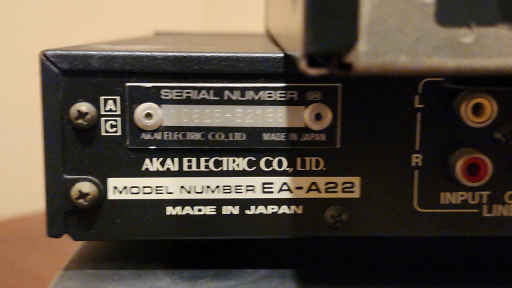 SERIAL NUMBER
A
C
AKAI ELECTRIC CO., LTD. MADE IN JAPAN
AKAI ELECTRIC CO., LTD.
MODEL NUMBER EA-A22
MADE IN JAPAN
L
R
INPUT